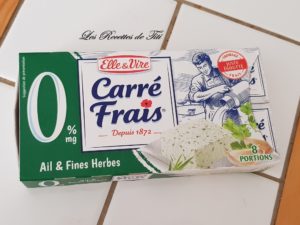 Les Recettes de Titi
Elle & Vire
0%
mg
Carré
Frais
Depuis 1872
Ail & Fines Herbes
8
PORTIONS